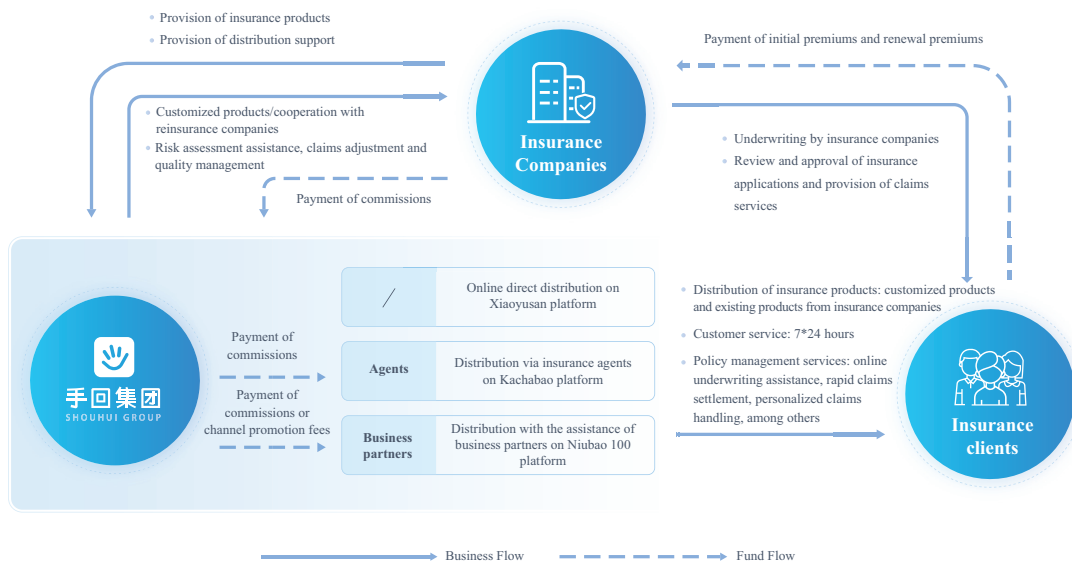 Provision of insurance products
Provision of distribution support
Payment of initial premiums and renewal premiums
Customized products/cooperation with
reinsurance companies
Risk assessment assistance, claims adjustment and
quality management
Payment of commissions
Insurance
Companies
Underwriting by insurance companies
Review and approval of insurance
applications and provision of claims
services
手回集团
SHOUHUI GROUP
Payment of
commissions
Payment of
commissions or
channel promotion fees
/
Online direct distribution on
Xiaoyusan platform
Agents
Distribution via insurance agents
on Kachabao platform
Business
partners
Distribution with the assistance of
business partners on Niubao 100
platform
Distribution of insurance products: customized products
and existing products from insurance companies
Customer service: 7*24 hours
Policy management services: online
underwriting assistance, rapid claims
settlement, personalized claims
handling, among others
Insurance
clients
Business Flow
Fund Flow